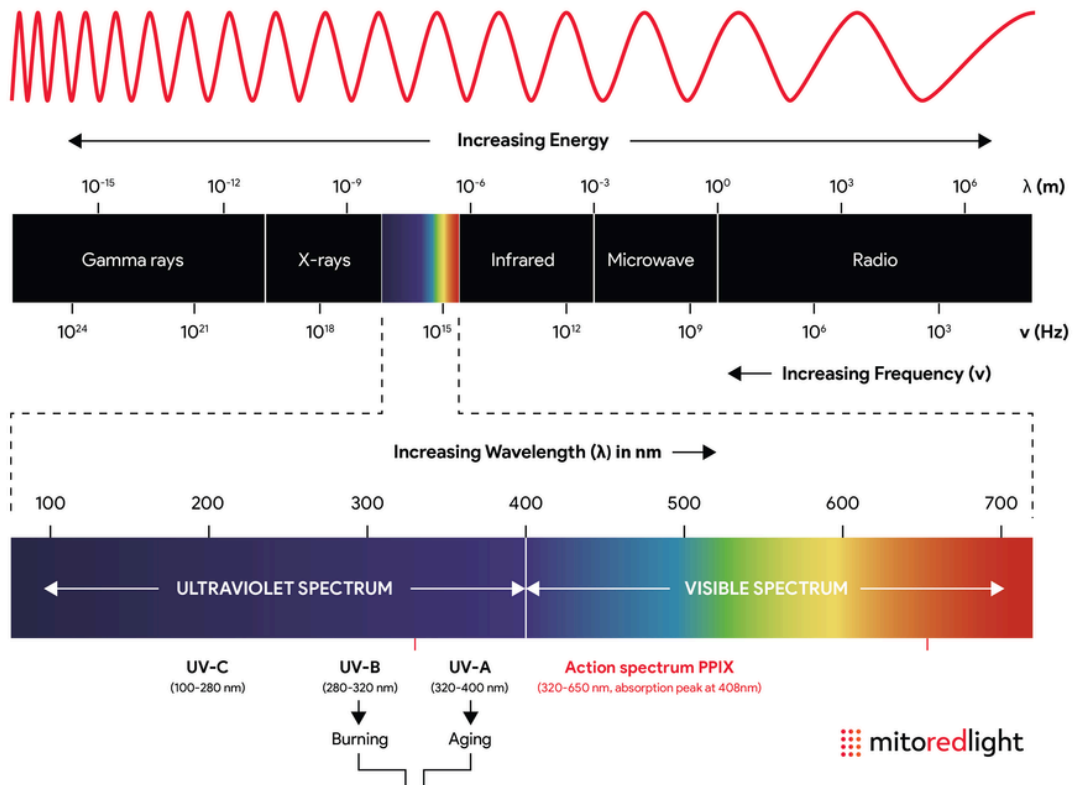 Increasing Energy
10⁻¹⁵ 10⁻¹² 10⁻⁹ 10⁻⁶ 10⁻³ 10⁰ 10³ 10⁶ λ (m)
Gamma rays X-rays Infrared Microwave Radio
10²⁴ 10²¹ 10¹⁸ 10¹⁵ 10¹² 10⁹ 10⁶ 10³ v (Hz)
Increasing Frequency (v)
Increasing Wavelength (λ) in nm
100 200 300 400 500 600 700
ULTRAVIOLET SPECTRUM VISIBLE SPECTRUM
UV-C UV-B UV-A Action spectrum PPIX
(100-280 nm) (280-320 nm) (320-400 nm) (320-650 nm, absorption peak at 408nm)
Burning Aging
mitoredlight